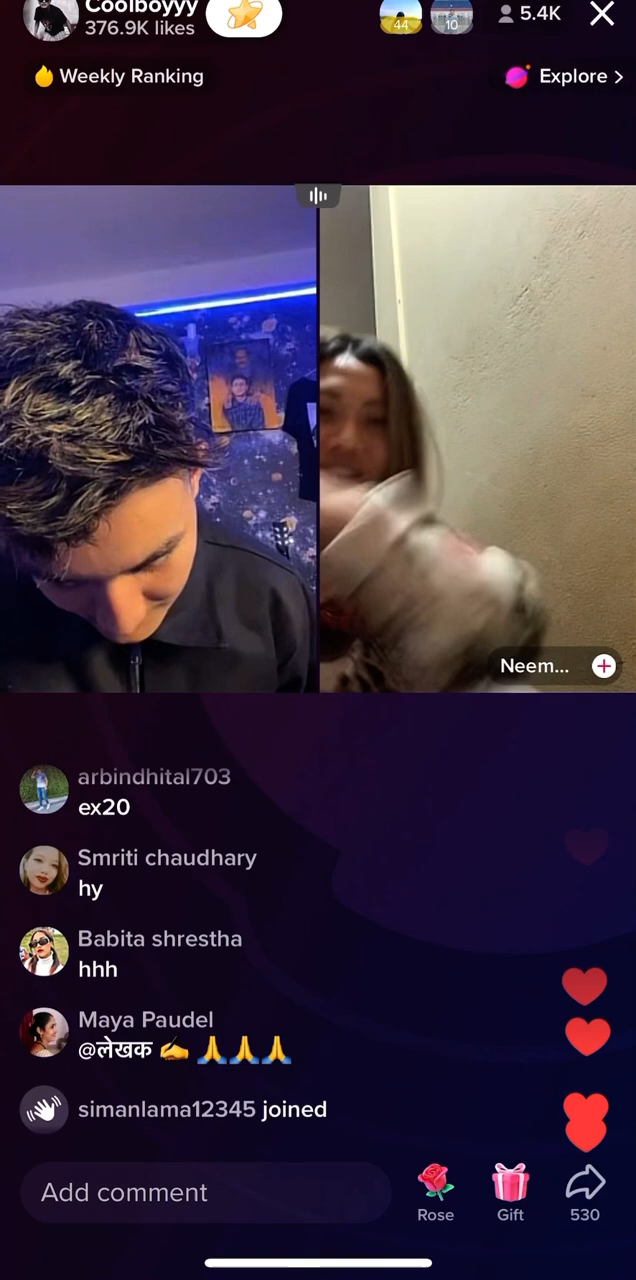 Coolboyyy
376.9K likes
44
10
5.4K
Weekly Ranking
Explore >
Neem...
arbindhital703
ex20
Smriti chaudhary
hy
Babita shrestha
hhh
Maya Paudel
@लेखक ✍️ 🙏🙏🙏
simanlama12345 joined
Add comment
Rose
Gift
530